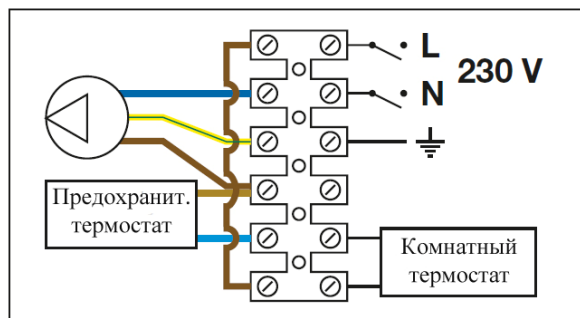 L
230 V
N
Предохранит.
термостат
Комнатный
термостат